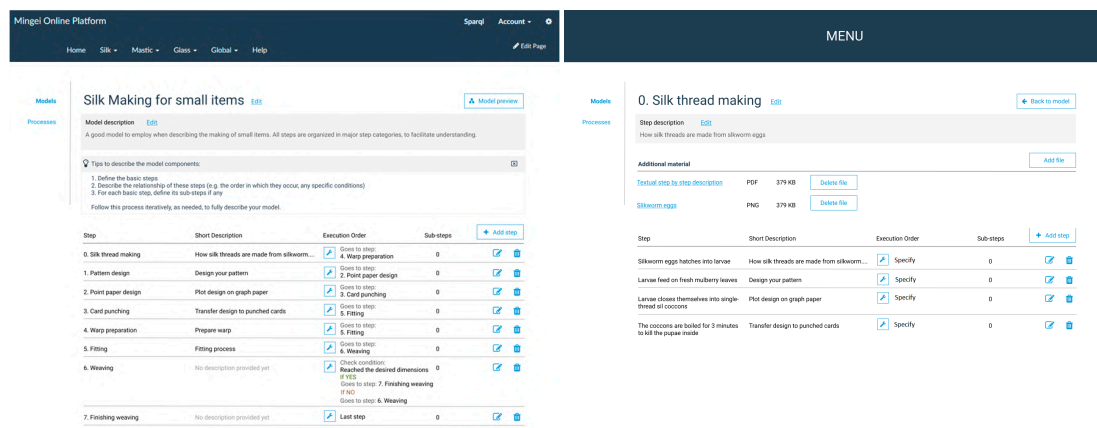 Mingei Online Platform
Sparql Account
Home Silk Mastic Glass Global Help
Edit Page
Models
Processes
Silk Making for small items Edit
Model preview
Model description Edit
A good model to employ when describing the making of small items. All steps are organized in major step categories, to facilitate understanding.
Tips to describe the model components:
1. Define the basic steps
2. Describe the relationship of these steps (e.g. the order in which they occur, any specific conditions)
3. For each basic step, define its sub-steps if any
Follow this process iteratively, as needed, to fully describe your model.
Step Short Description Execution Order Sub-steps + Add step
0. Silk thread making How silk threads are made from silkworm.... Goes to step: 0
4. Warp preparation
1. Pattern design Design your pattern Goes to step: 0
2. Point paper design
2. Point paper design Plot design on graph paper Goes to step: 0
3. Card punching
3. Card punching Transfer design to punched cards Goes to step: 0
5. Fitting
4. Warp preparation Prepare warp Goes to step: 0
5. Fitting
5. Fitting Fitting process Goes to step: 0
6. Weaving
6. Weaving No description provided yet Check condition:
Reached the desired dimensions 0
If YES
Goes to step: 7. Finishing weaving
If NO
Goes to step: 6. Weaving
7. Finishing weaving No description provided yet Last step 0
MENU
Models
Processes
0. Silk thread making Edit
Back to model
Step description Edit
How silk threads are made from slkworm eggs
Additional material Add file
Textual step by step description PDF 379 KB Delete file
Silkworm eggs PNG 379 KB Delete file
Step Short Description Execution Order Sub-steps + Add step
Silkworm eggs hatches into larvae How silk threads are made from silkworm.... Specify 0
Larvae feed on fresh mulberry leaves Design your pattern Specify 0
Larvae closes themselves into single- Plot design on graph paper Specify 0
thread sil coccons
The coccons are boiled for 3 minutes Transfer design to punched cards Specify 0
to kill the pupae inside